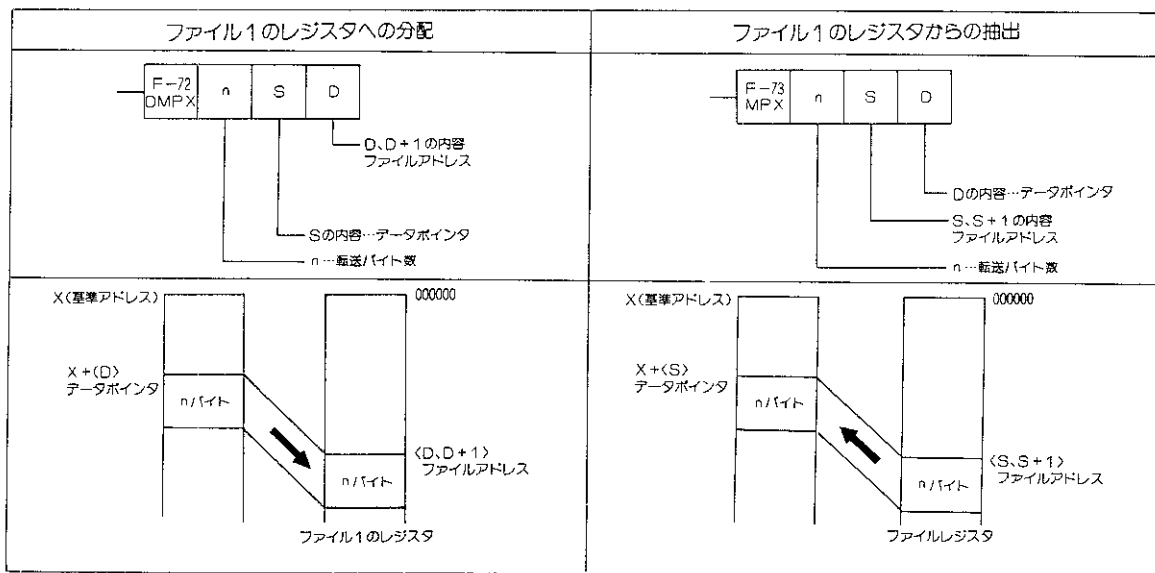 ファイル1のレジスタへの分配
F-72
DMPX
n
S
D
D、D+1の内容
ファイルアドレス
Sの内容…データポインタ
n…転送バイト数
ファイル1のレジスタからの抽出
F-73
MPX
n
S
D
Dの内容…データポインタ
S、S+1の内容
ファイルアドレス
n…転送バイト数
X(基準アドレス)
000000
X+(D)
データポインタ
nバイト
(D、D+1)
ファイルアドレス
nバイト
ファイル1のレジスタ
X(基準アドレス)
000000
X+(S)
データポインタ
nバイト
(S、S+1)
ファイルアドレス
nバイト
ファイルレジスタ